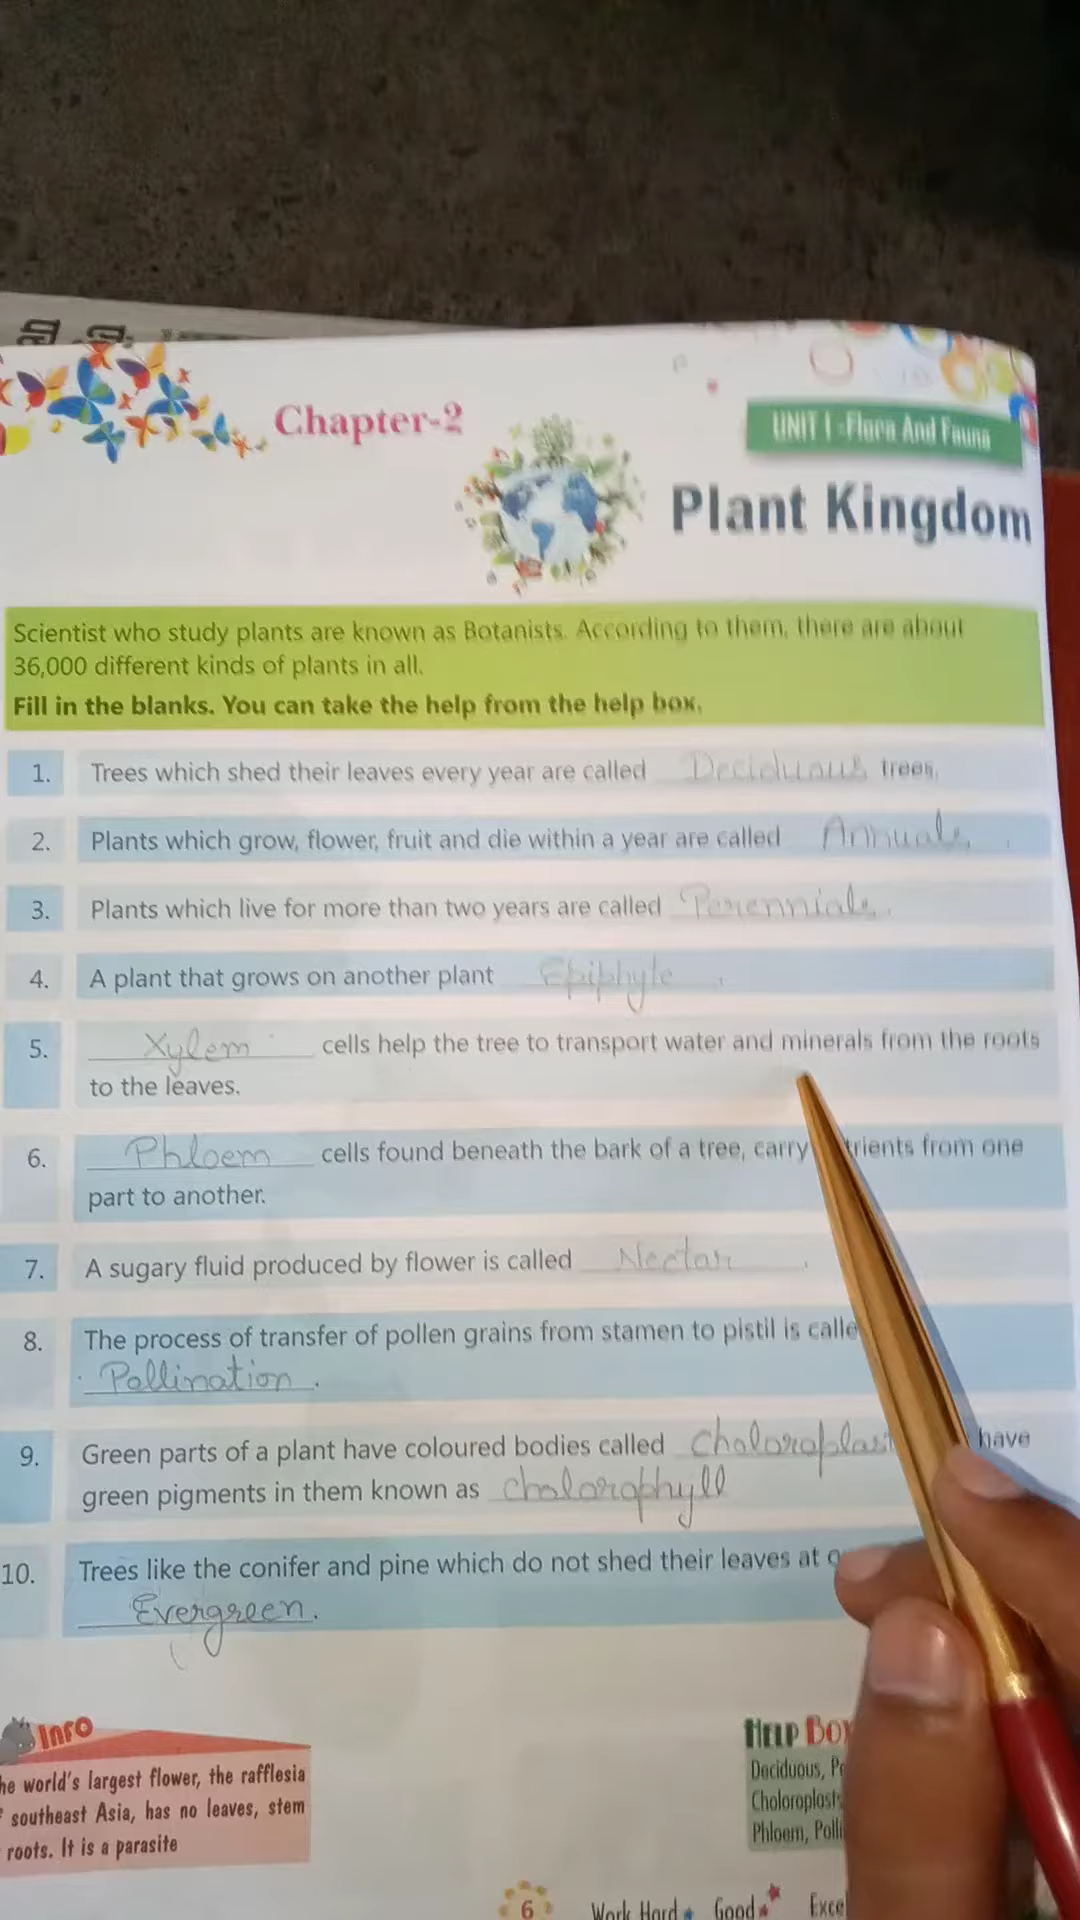 Chapter-2
UNIT I -Flora And Fauna
Plant Kingdom
Scientist who study plants are known as Botanists. According to them, there are about
36,000 different kinds of plants in all.
Fill in the blanks. You can take the help from the help box.
1. Trees which shed their leaves every year are called Deciduous trees.
2. Plants which grow, flower, fruit and die within a year are called Annuals.
3. Plants which live for more than two years are called Perennials.
4. A plant that grows on another plant Epiphyte.
5. Xylem cells help the tree to transport water and minerals from the roots
to the leaves.
6. Phloem cells found beneath the bark of a tree, carry trients from one
part to another.
7. A sugary fluid produced by flower is called Nectar.
8. The process of transfer of pollen grains from stamen to pistil is calle
Pollination.
9. Green parts of a plant have coloured bodies called Choloroplast have
green pigments in them known as cholorophyll
10. Trees like the conifer and pine which do not shed their leaves at
Evergreen.
Info
he world's largest flower, the rafflesia
southeast Asia, has no leaves, stem
roots. It is a parasite
HELP BOX
Deciduous, Pe
Choloroplast
Phloem, Polli
6 Work Hard Good Excel